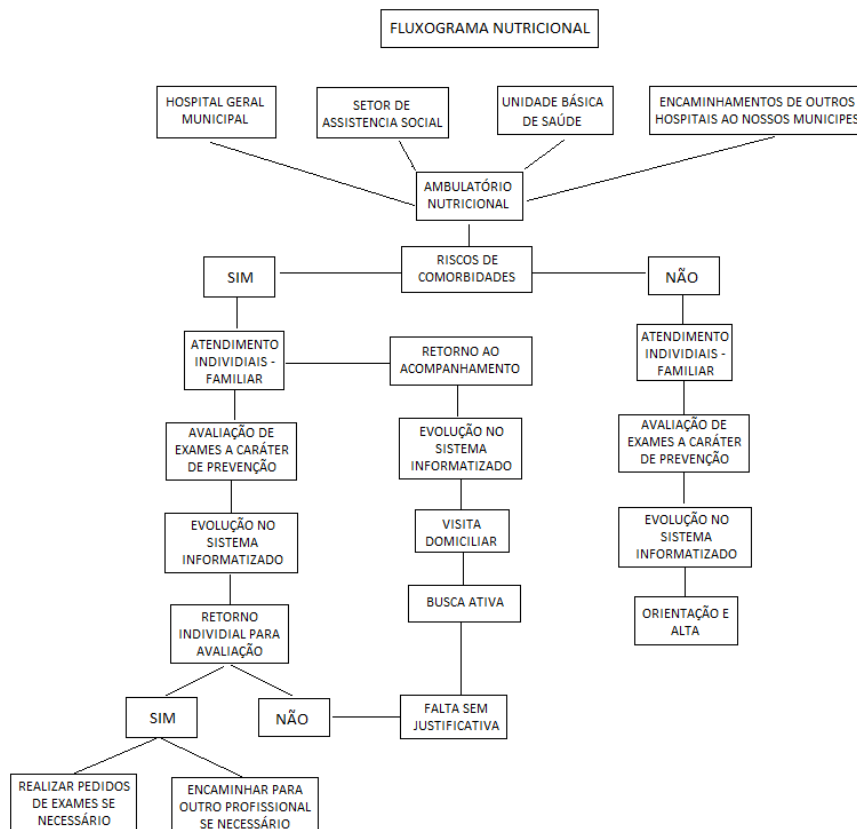 FLUXOGRAMA NUTRICIONAL
HOSPITAL GERAL
MUNICIPAL
SETOR DE
ASSISTENCIA SOCIAL
UNIDADE BÁSICA
DE SAÚDE
ENCAMINHAMENTOS DE OUTROS
HOSPITAIS AO NOSSOS MUNICIPES
AMBULATÓRIO
NUTRICIONAL
RISCOS DE
COMORBIDADES
SIM
NÃO
ATENDIMENTO
INDIVIDIAIS -
FAMILIAR
RETORNO AO
ACOMPANHAMENTO
ATENDIMENTO
INDIVIDIAIS -
FAMILIAR
AVALIAÇÃO DE
EXAMES A CARÁTER
DE PREVENÇÃO
EVOLUÇÃO NO
SISTEMA
INFORMATIZADO
AVALIAÇÃO DE
EXAMES A CARÁTER
DE PREVENÇÃO
EVOLUÇÃO NO
SISTEMA
INFORMATIZADO
VISITA
DOMICILIAR
EVOLUÇÃO NO
SISTEMA
INFORMATIZADO
RETORNO
INDIVIDIAL PARA
AVALIAÇÃO
BUSCA ATIVA
ORIENTAÇÃO E
ALTA
SIM
NÃO
FALTA SEM
JUSTIFICATIVA
REALIZAR PEDIDOS
DE EXAMES SE
NECESSÁRIO
ENCAMINHAR PARA
OUTRO PROFISSIONAL
SE NECESSÁRIO